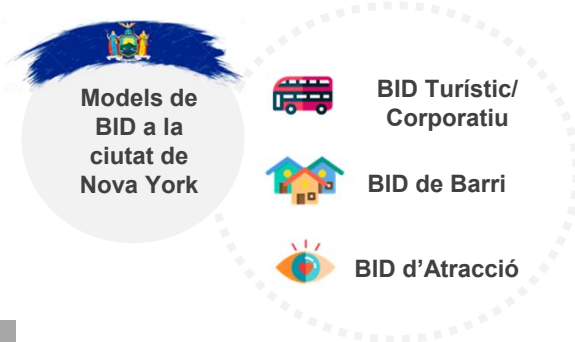 Models de
BID a la
ciutat de
Nova York
BID Turístic/
Corporatiu
BID de Barri
BID d’Atracció